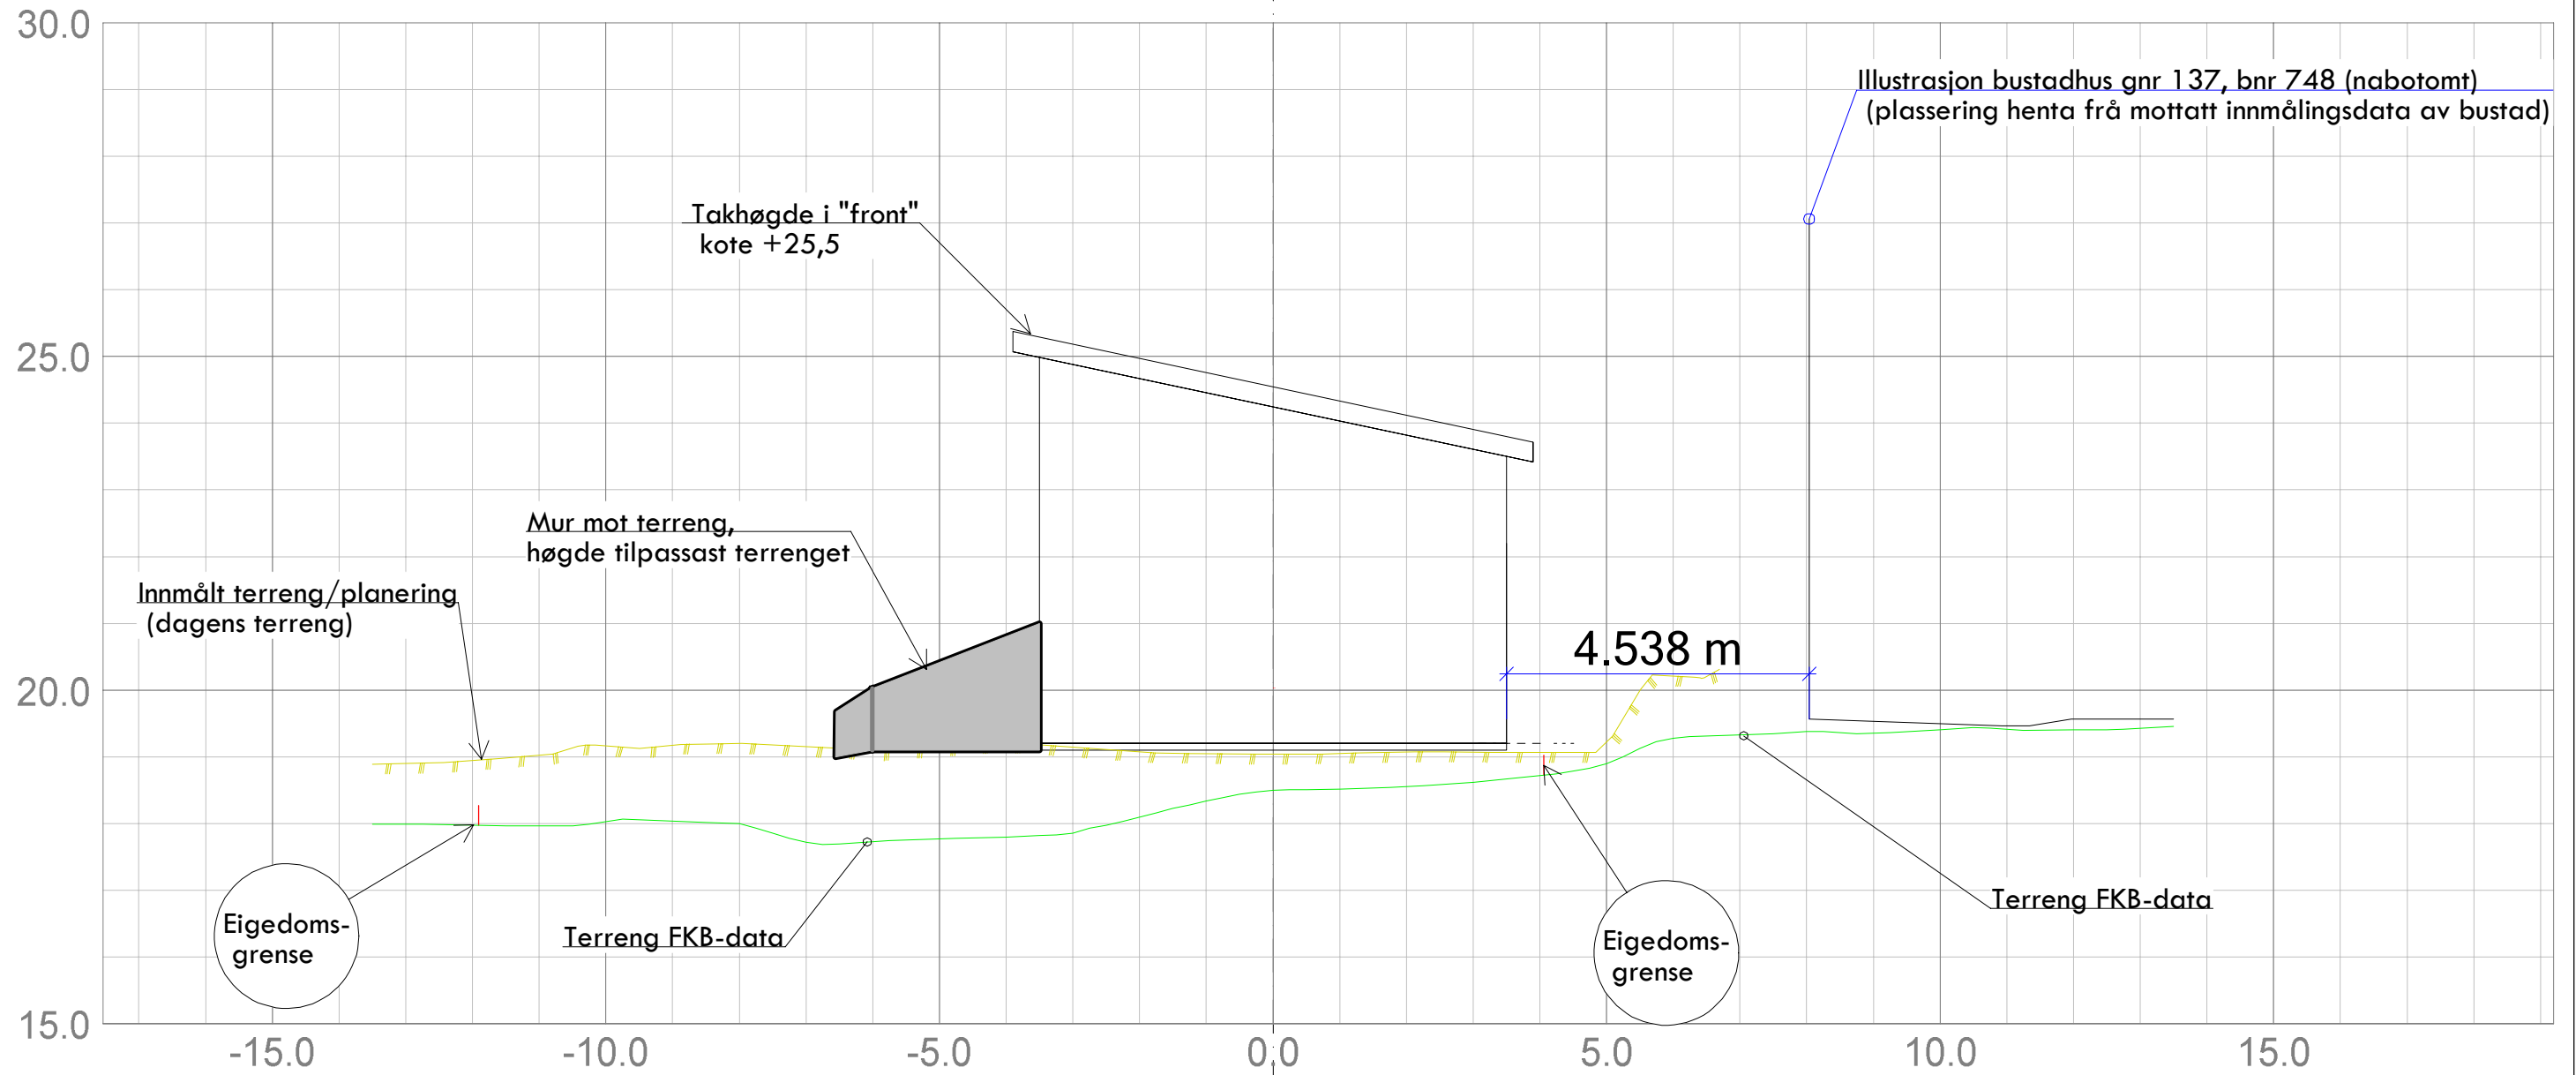 30.0
Illustrasjon bustadhus gnr 137, bnr 748 (nabotomt)
(plassering henta frå mottatt innmålingsdata av bustad)
Takhøgde i "front"
kote +25,5
25.0
Mur mot terreng,
høgde tilpassast terrenget
Innmålt terreng/planering
(dagens terreng)
4.538 m
20.0
Eigedoms-
grense
Terreng FKB-data
Eigedoms-
grense
Terreng FKB-data
15.0
-15.0
-10.0
-5.0
0.0
5.0
10.0
15.0